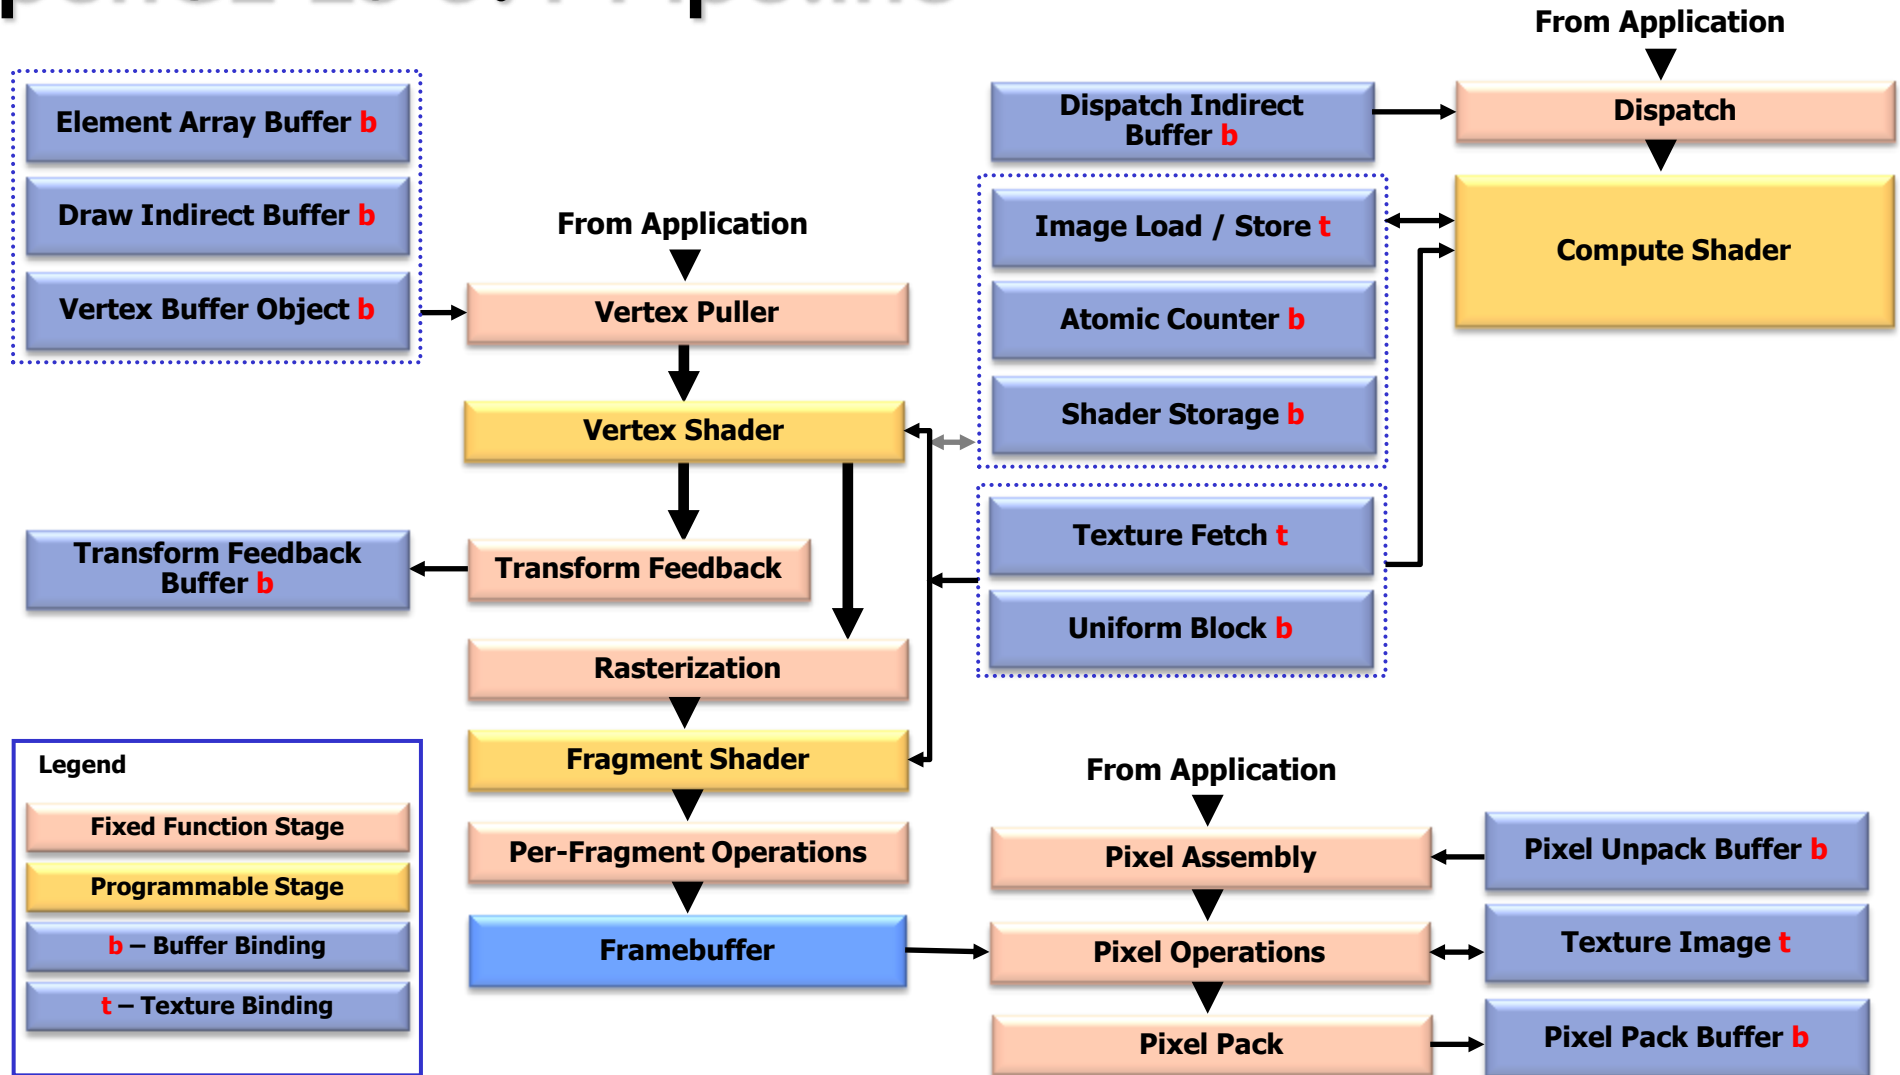 From Application
Element Array Buffer b
Draw Indirect Buffer b
Vertex Buffer Object b
From Application
Vertex Puller
Vertex Shader
Transform Feedback
Buffer b
Transform Feedback
Rasterization
Fragment Shader
Per-Fragment Operations
Framebuffer
Dispatch Indirect
Buffer b
Dispatch
Image Load / Store t
Atomic Counter b
Shader Storage b
Compute Shader
Texture Fetch t
Uniform Block b
Legend
Fixed Function Stage
Programmable Stage
b – Buffer Binding
t – Texture Binding
From Application
Pixel Assembly
Pixel Unpack Buffer b
Pixel Operations
Texture Image t
Pixel Pack
Pixel Pack Buffer b